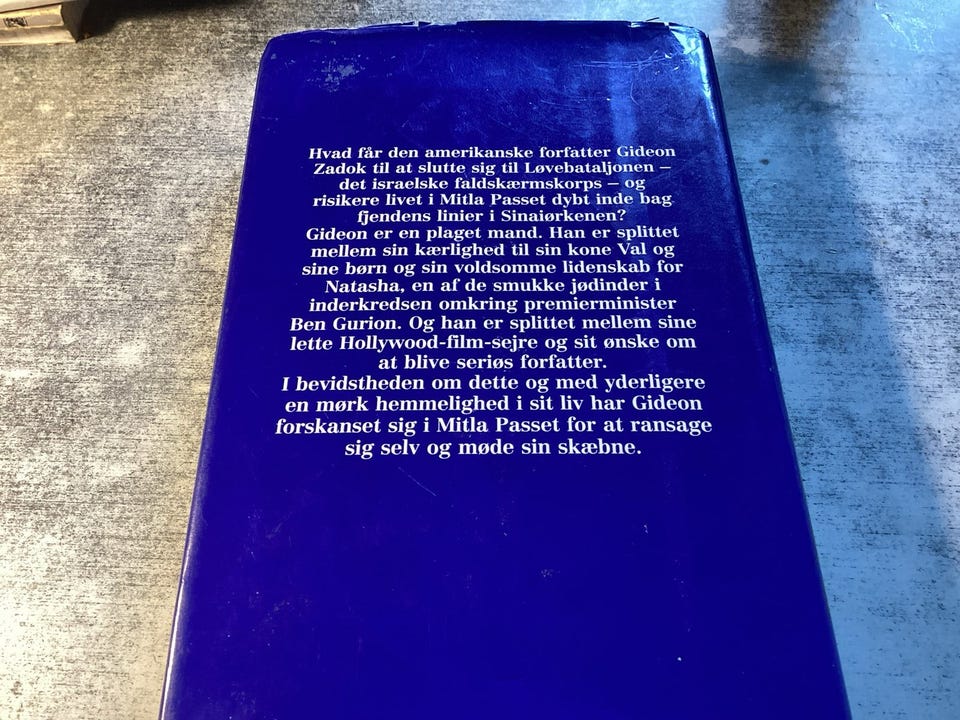 Hvad får den amerikanske forfatter Gideon
Zadok til at slutte sig til Løvebataljonen –
det israelske faldskærmskorps – og
risikere livet i Mitla Passet dybt inde bag
fjendens linier i Sinaiørkenen?
Gideon er en plaget mand. Han er splittet
mellem sin kærlighed til sin kone Val og
sine børn og sin voldsomme lidenskab for
Natasha, en af de smukke jødinder i
inderkredsen omkring premierminister
Ben Gurion. Og han er splittet mellem sine
lette Hollywood-film-sejre og sit ønske om
at blive seriøs forfatter.
I bevidstheden om dette og med yderligere
en mørk hemmelighed i sit liv har Gideon
forskanset sig i Mitla Passet for at ransage
sig selv og møde sin skæbne.